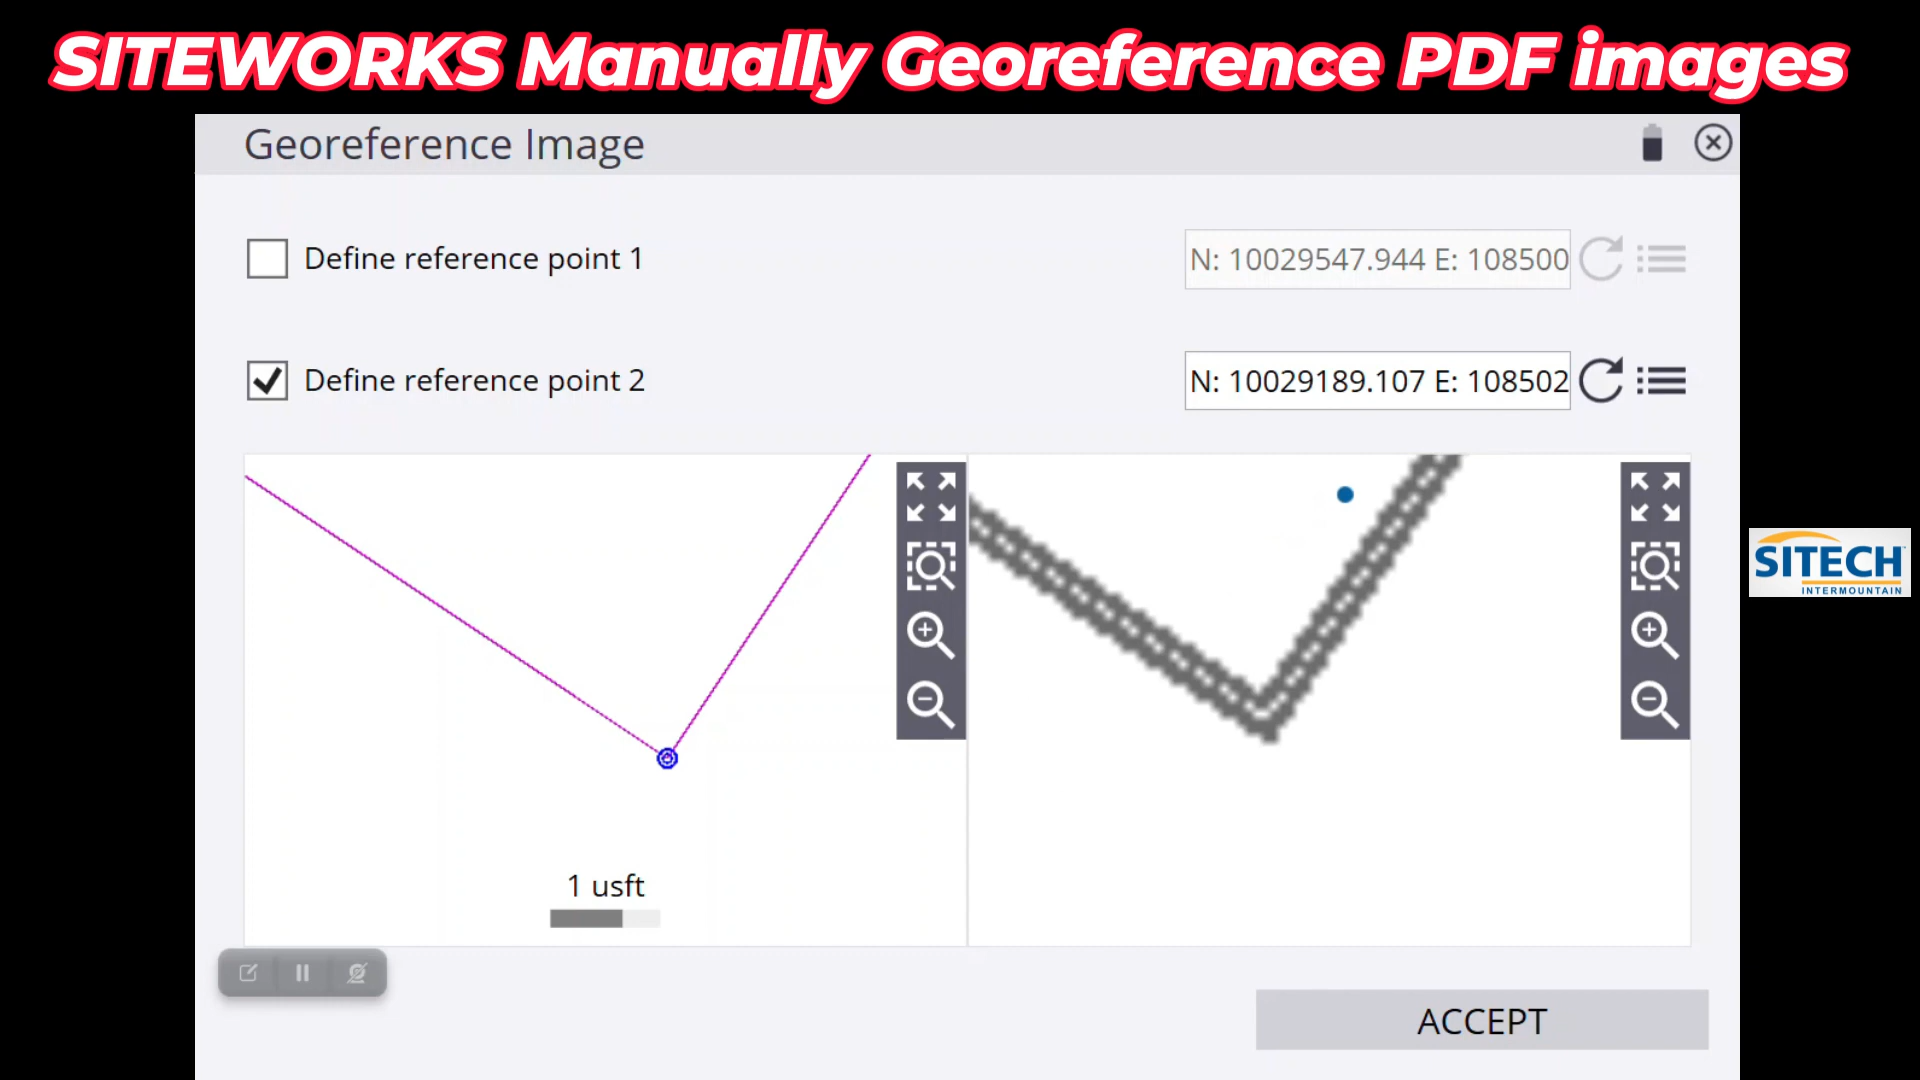 SITEWORKS Manually Georeference PDF images
Georeference Image
Define reference point 1
N: 10029547.944 E: 108500
Define reference point 2
N: 10029189.107 E: 108502
1 usft
SITECH
INTERMOUNTAIN
ACCEPT